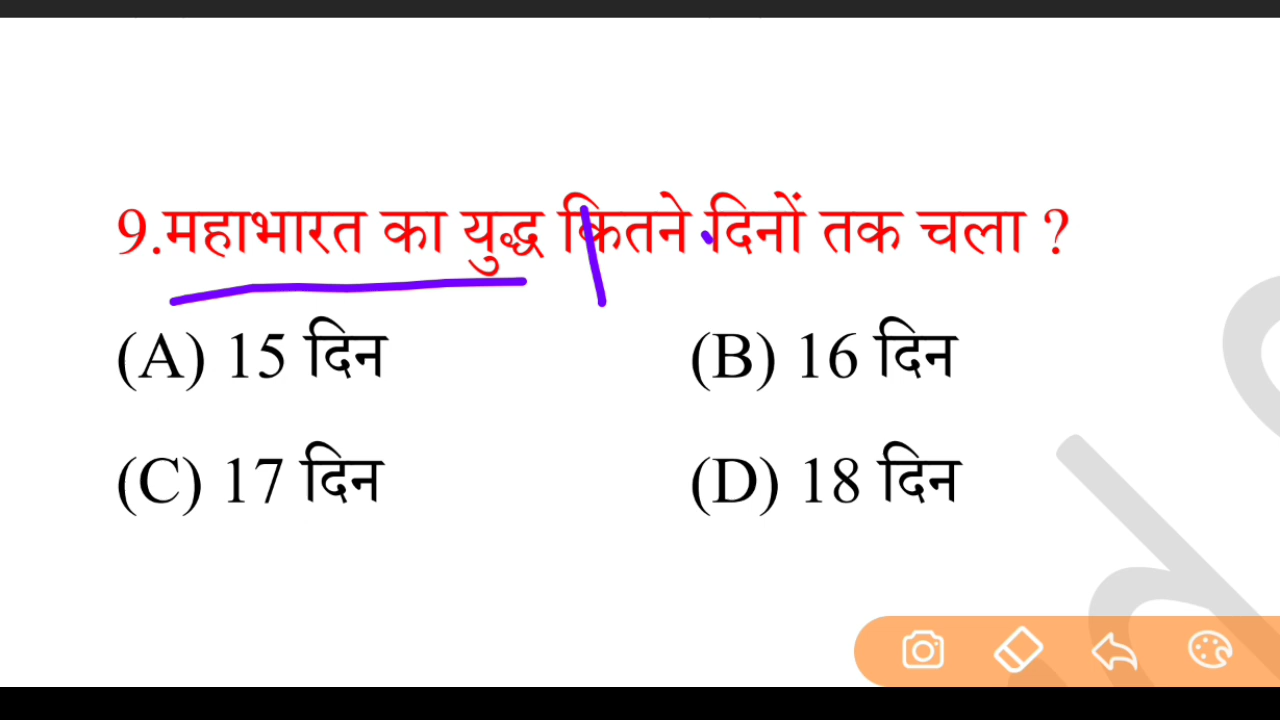 9.महाभारत का युद्ध कितने दिनों तक चला ?
(A) 15 दिन (B) 16 दिन
(C) 17 दिन (D) 18 दिन